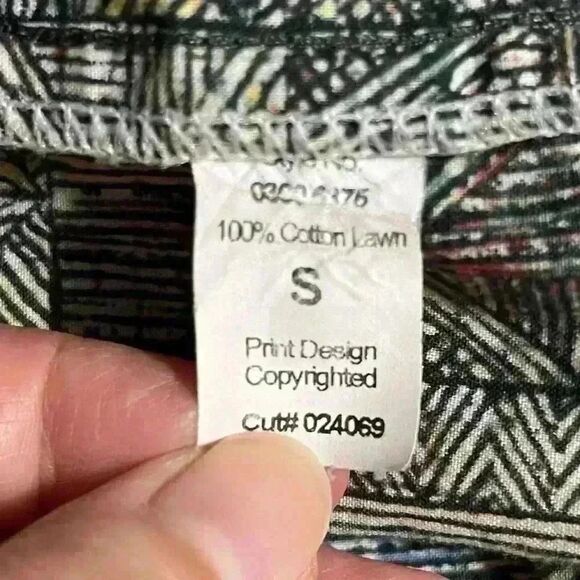 100% Cotton Lawn
S
Print Design
Copyrighted
Cut# 024069